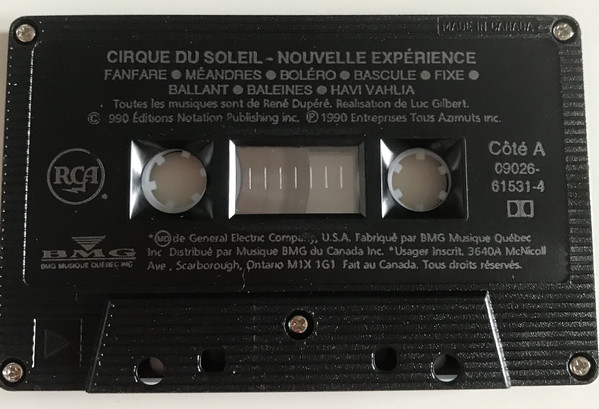 MADE IN CANADA
CIRQUE DU SOLEIL - NOUVELLE EXPÉRIENCE
FANFARE ● MÉANDRES ● BOLÉRO ● BASCULE ● FIXE ●
BALLANT ● BALEINES ● HAVI VAHLIA
Toutes les musiques sont de René Dupéré. Realisation de Luc Gilbert.
© 990 Éditions Notation Publishing inc. ℗ 1990 Entreprises Tous Azimuts inc.
RCA
Côté A
09026-
61531-4
BMG
BMG MUSIQUE QUÉBEC INC
*MD de General Electric Company, U.S.A. Fabriqué par BMG Musique Québec
Inc Distribué par BMG Musique du Canada Inc. *Usager Inscrit. 3640A McNicoll
Ave , Scarborough, Ontario M1X 1G1 Fait au Canada. Tous droits réservés.